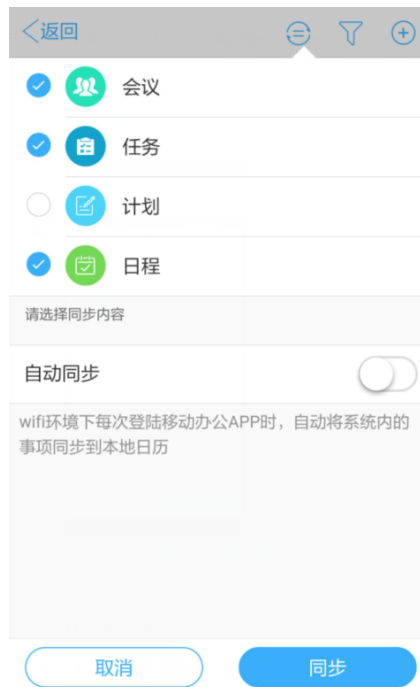 返回
会议
任务
计划
日程
请选择同步内容
自动同步
wifi环境下每次登陆移动办公APP时，自动将系统内的
事项同步到本地日历
取消
同步